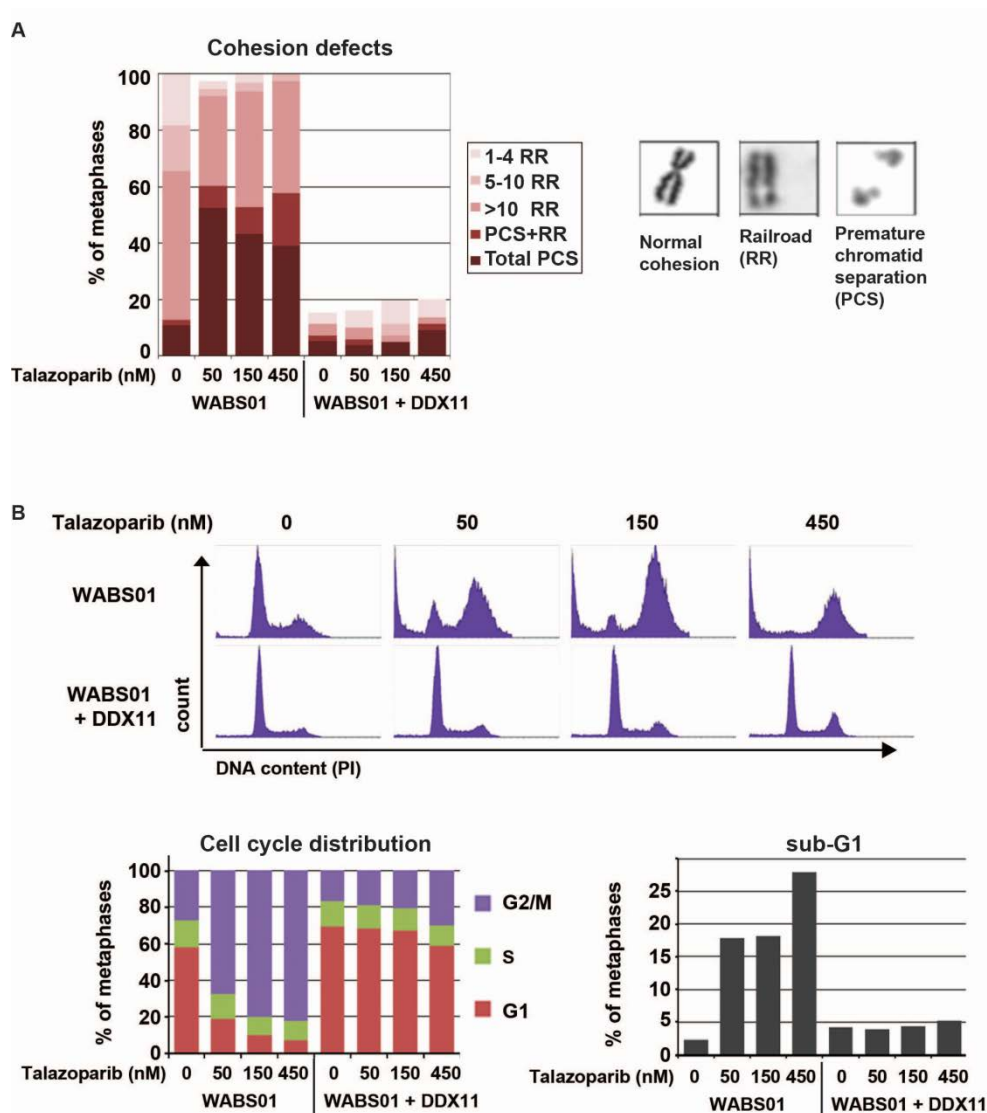 A
Cohesion defects
% of metaphases
100
80
60
40
20
0
Talazoparib (nM) 0 50 150 450 0 50 150 450
WABS01 WABS01 + DDX11
1-4 RR
5-10 RR
>10 RR
PCS+RR
Total PCS
Normal
cohesion
Railroad
(RR)
Premature
chromatid
separation
(PCS)
B
Talazoparib (nM) 0 50 150 450
WABS01
WABS01
+ DDX11
count
DNA content (PI)
Cell cycle distribution
% of metaphases
100
80
60
40
20
0
Talazoparib (nM) 0 50 150 450 0 50 150 450
WABS01 WABS01 + DDX11
G2/M
S
G1
sub-G1
% of metaphases
25
20
15
10
5
0
Talazoparib (nM) 0 50 150 450 0 50 150 450
WABS01 WABS01 + DDX11